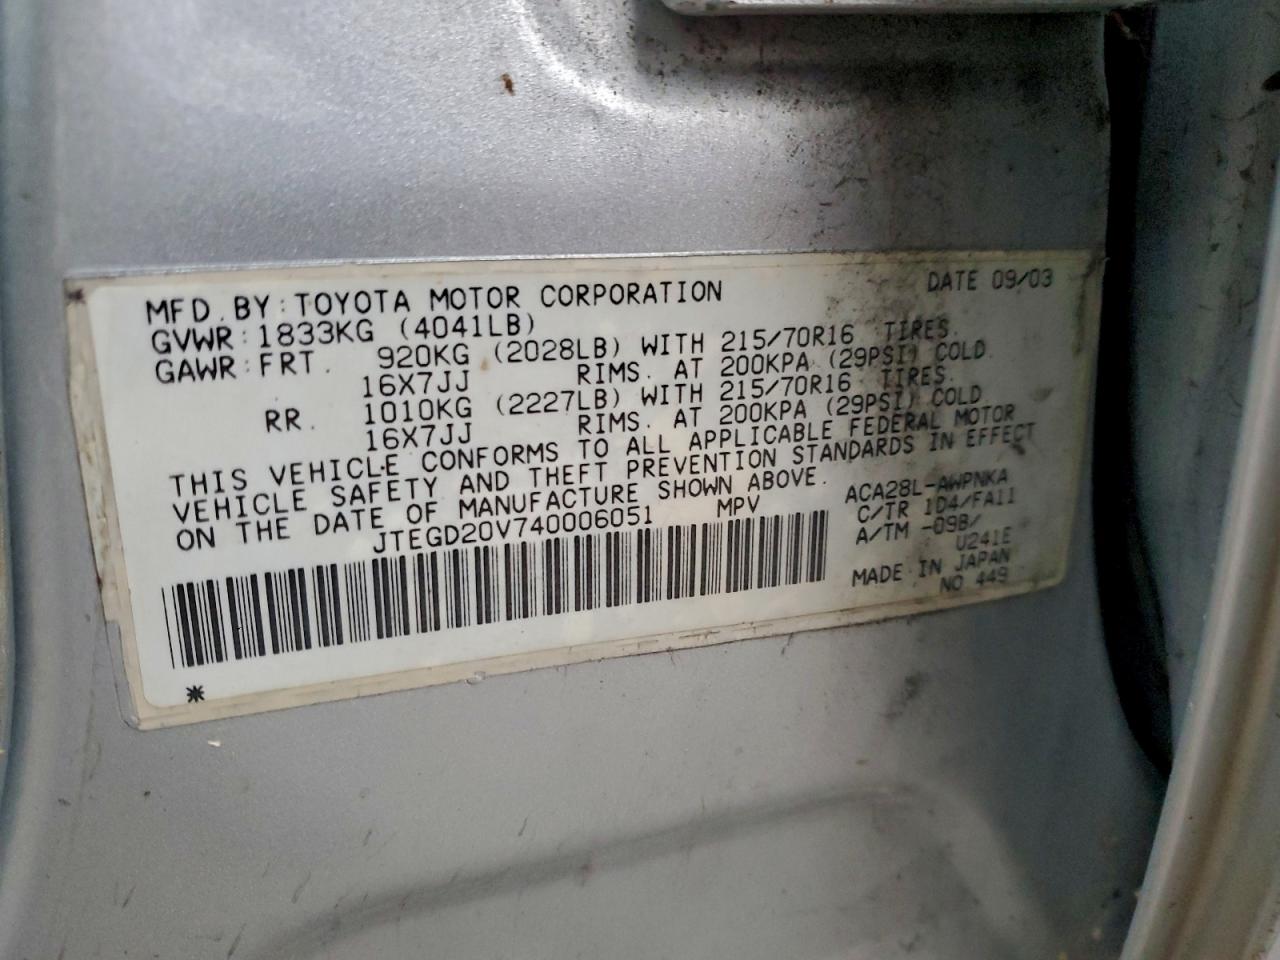 DATE 09/03
MFD. BY: TOYOTA MOTOR CORPORATION
GVWR: 1833KG (4041LB)
GAWR: FRT. 920KG (2028LB) WITH 215/70R16 TIRES.
16X7JJ RIMS. AT 200KPA (29PSI) COLD.
RR. 1010KG (2227LB) WITH 215/70R16 TIRES.
16X7JJ RIMS. AT 200KPA (29PSI) COLD.
THIS VEHICLE CONFORMS TO ALL APPLICABLE FEDERAL MOTOR
VEHICLE SAFETY AND THEFT PREVENTION STANDARDS IN EFFECT
ON THE DATE OF MANUFACTURE SHOWN ABOVE.
JTEGD20V740006051 MPV
ACA28L-AWPNKA
C/TR 1D4/FA11
A/TM -09B/
U241E
MADE IN JAPAN
NO 449